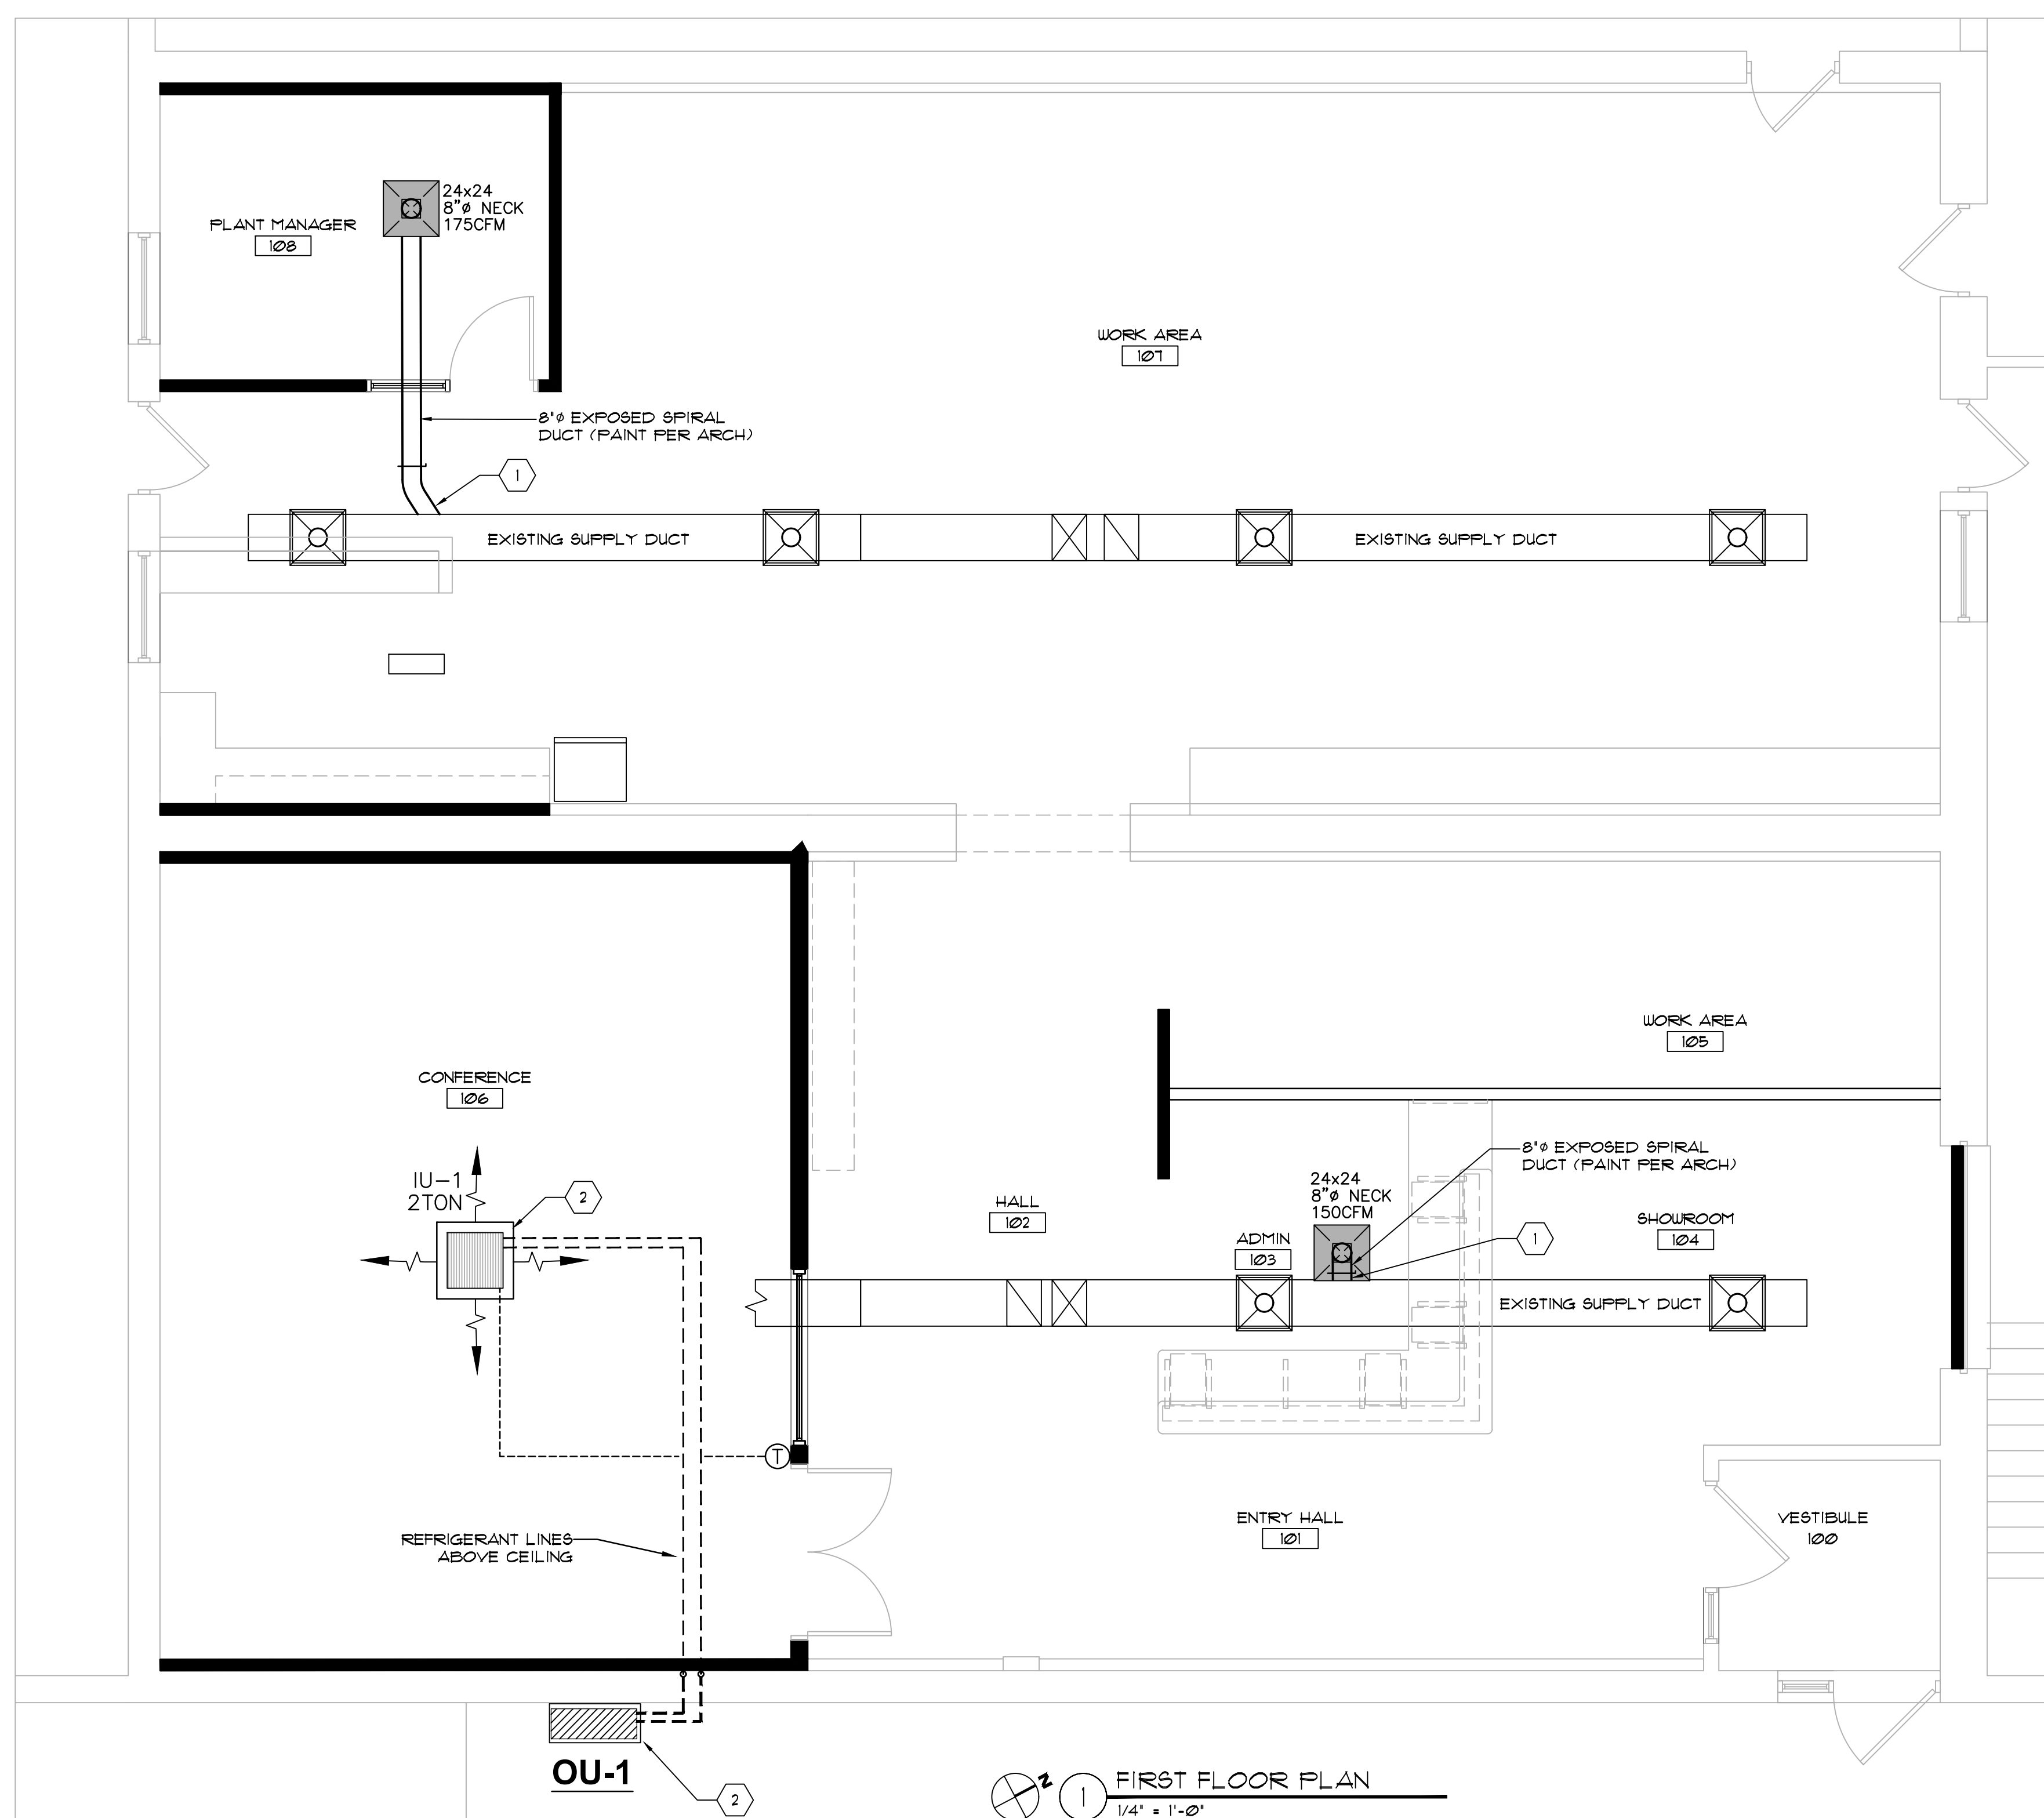 24x24
8"ø NECK
175CFM
PLANT MANAGER
108
WORK AREA
107
8"ø EXPOSED SPIRAL
DUCT (PAINT PER ARCH)
1
EXISTING SUPPLY DUCT
EXISTING SUPPLY DUCT
WORK AREA
105
CONFERENCE
106
IU-1
2TON
2
8"ø EXPOSED SPIRAL
DUCT (PAINT PER ARCH)
24x24
8"ø NECK
150CFM
HALL
102
ADMIN
103
1
SHOWROOM
104
EXISTING SUPPLY DUCT
T
REFRIGERANT LINES
ABOVE CEILING
ENTRY HALL
101
VESTIBULE
100
OU-1
2
N
1
FIRST FLOOR PLAN
1/4" = 1'-0"